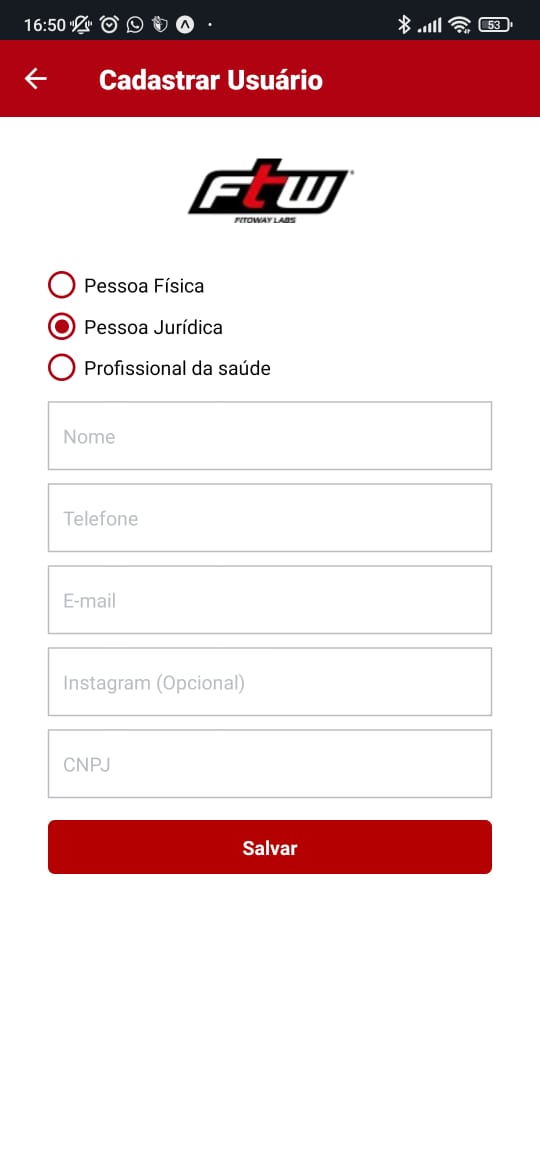 16:50
53
Cadastrar Usuário
FTW
FITOWAY LABS
Pessoa Física
Pessoa Jurídica
Profissional da saúde
Nome
Telefone
E-mail
Instagram (Opcional)
CNPJ
Salvar